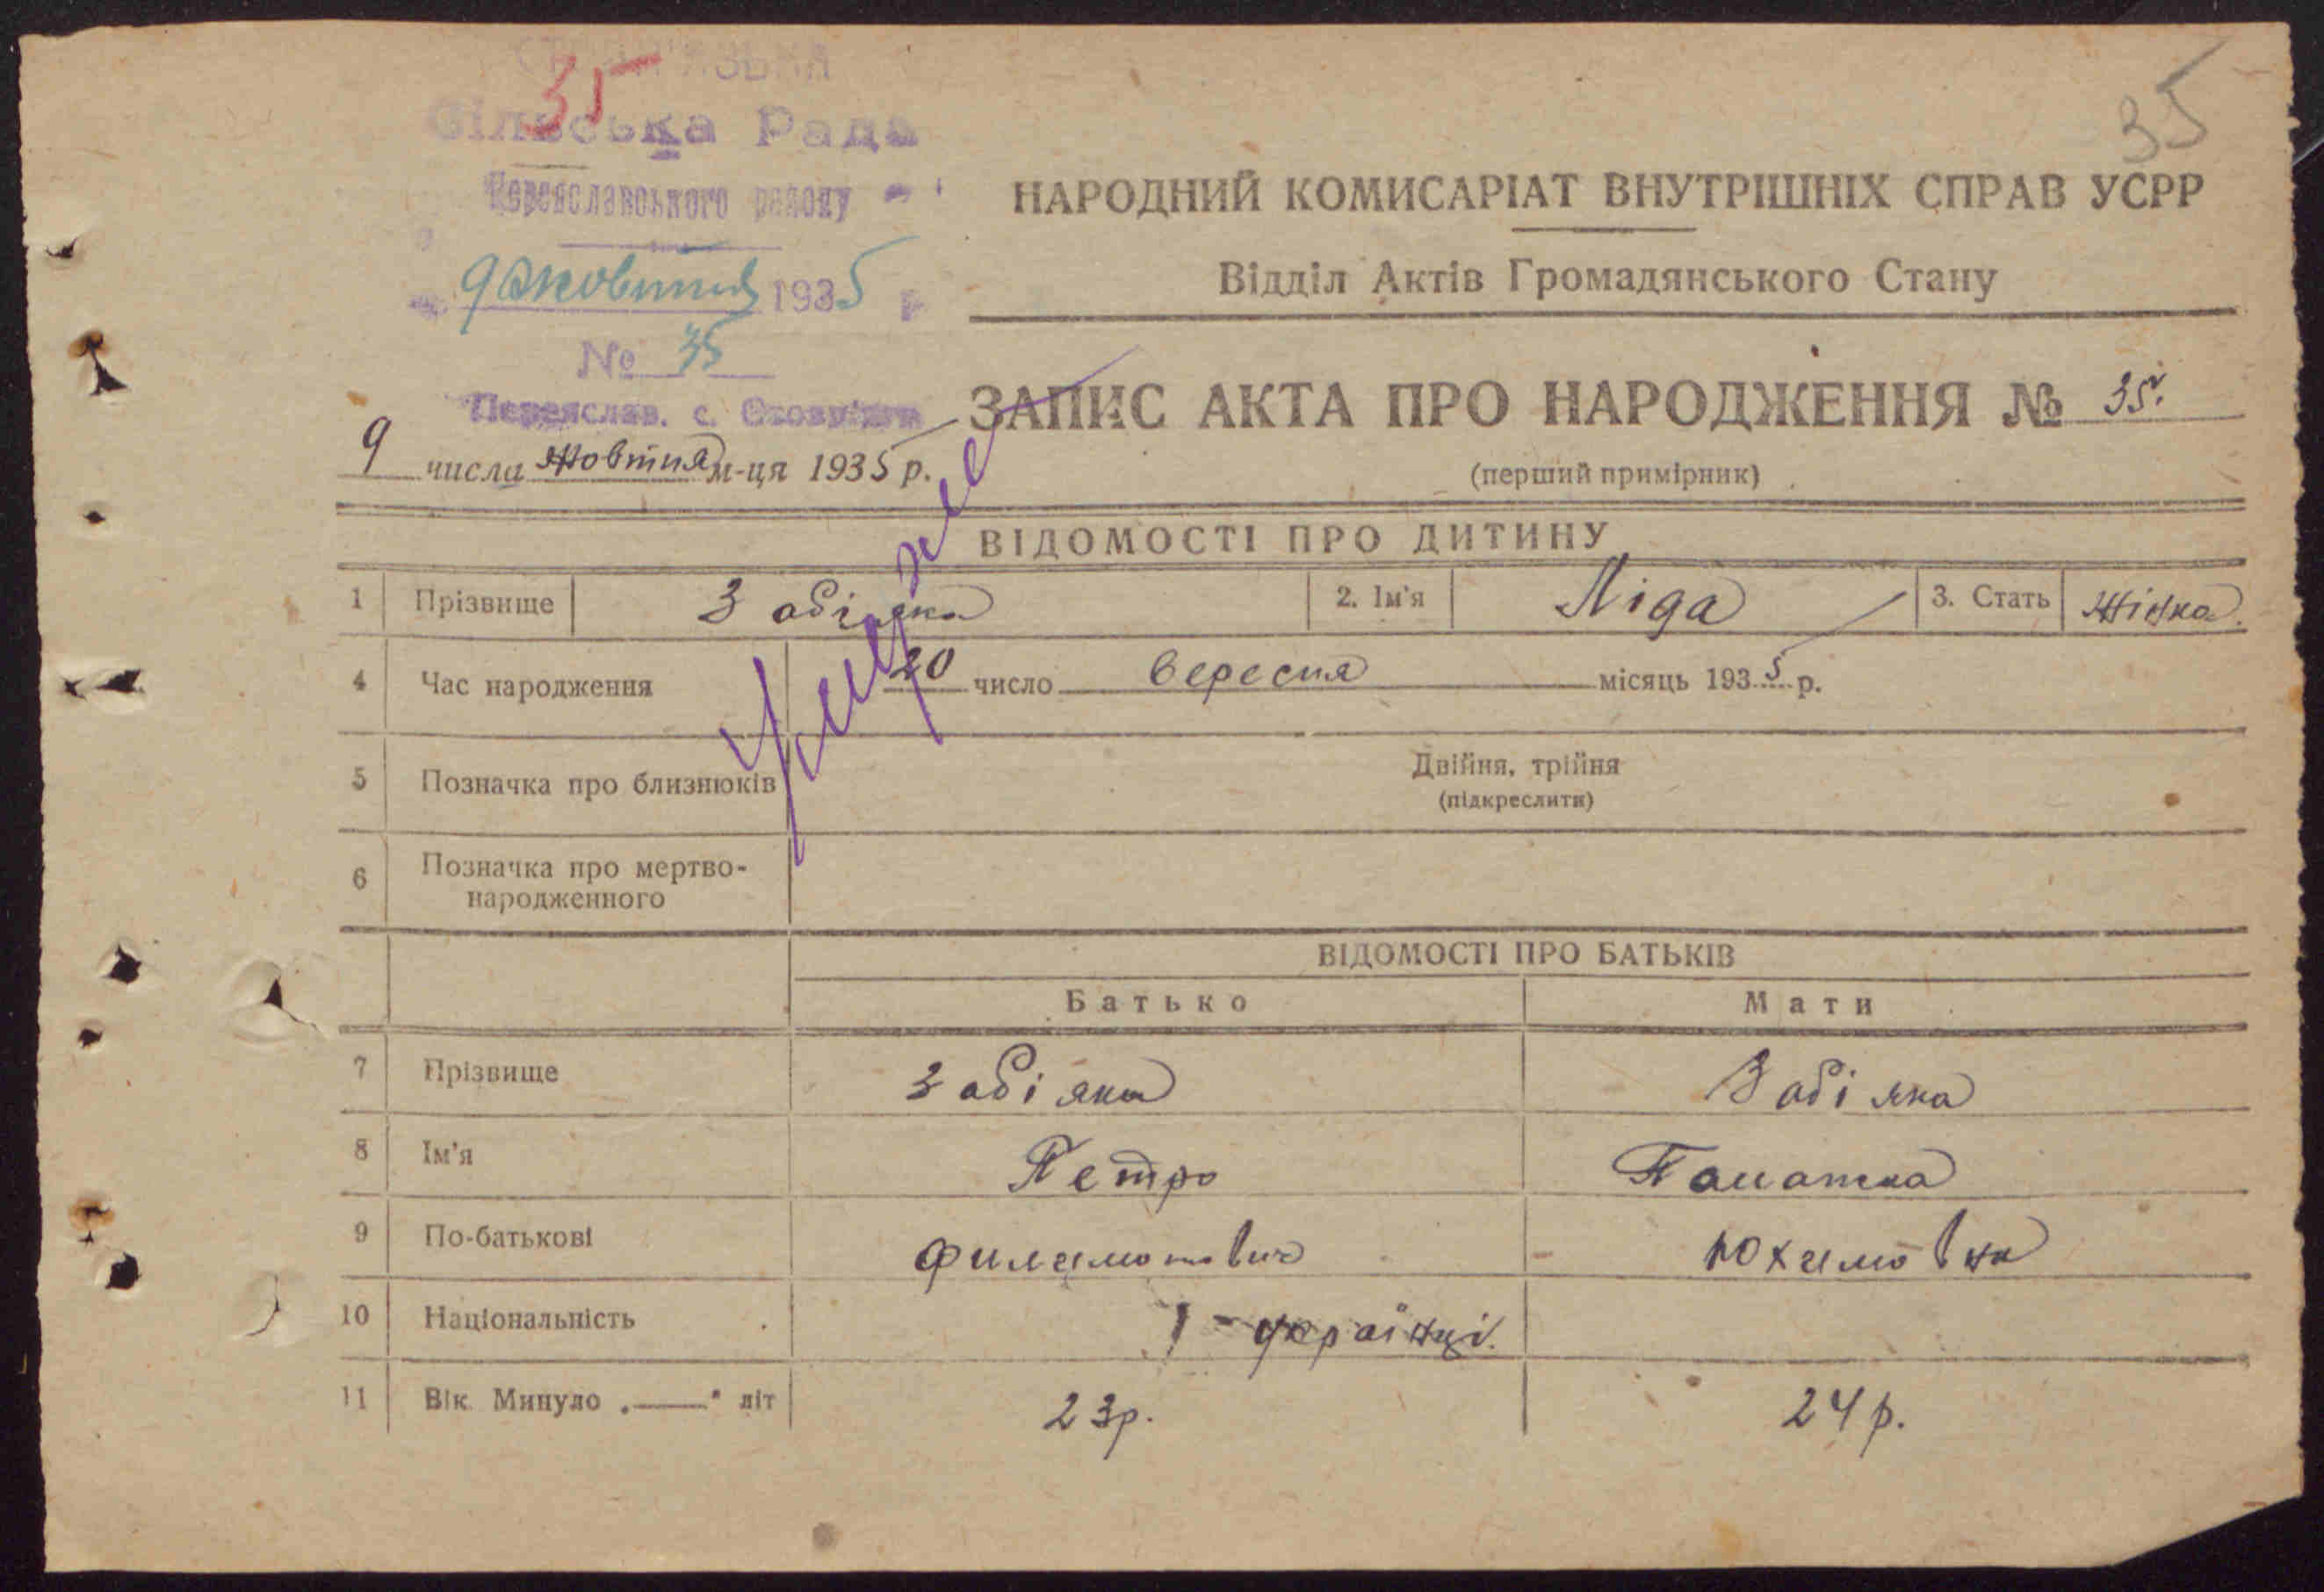 35
35
Сільська Рада
Переяславського району
9 жовтня 1935
№ 35
Переяслав. с.
НАРОДНИЙ КОМИСАРІАТ ВНУТРІШНІХ СПРАВ УСРР
Відділ Актів Громадянського Стану
ЗАПИС АКТА ПРО НАРОДЖЕННЯ № 35.
9 числа жовтня м-ця 1935 р.
(перший примірник)
ВІДОМОСТІ ПРО ДИТИНУ
1 Прізвище Забіяка 2. Ім'я Ліда 3. Стать Жінка.
4 Час народження 20 число вересня місяць 1935 р.
5 Позначка про близнюків Двійня, трійня
(підкреслити)
6 Позначка про мертво-
народженного
ВІДОМОСТІ ПРО БАТЬКІВ
Батько Мати
7 Прізвище Забіяка Забіяка
8 Ім'я Петро
9 По-батькові Филимонович Юхимовна
10 Національність українці.
11 Вік. Минуло „—" літ 23р. 24р.